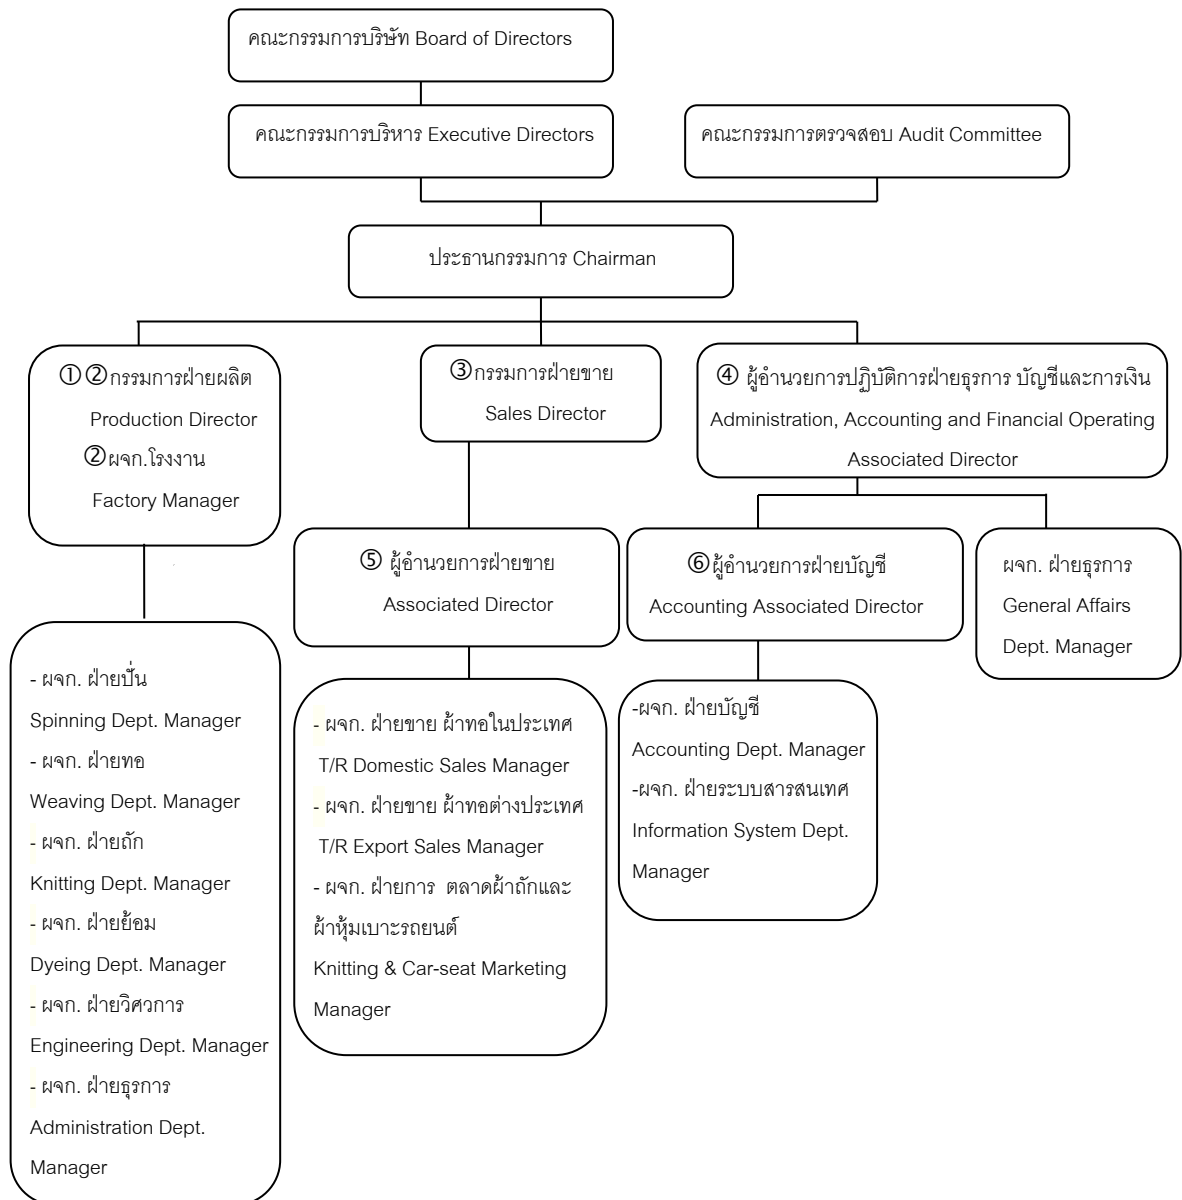 คณะกรรมการบริษัท Board of Directors
คณะกรรมการบริหาร Executive Directors
คณะกรรมการตรวจสอบ Audit Committee
ประธานกรรมการ Chairman
①②กรรมการฝ่ายผลิต
Production Director
②ผจก.โรงงาน
Factory Manager
③กรรมการฝ่ายขาย
Sales Director
④ ผู้อำนวยการปฏิบัติการฝ่ายธุรการ บัญชีและการเงิน
Administration, Accounting and Financial Operating
Associated Director
⑤ ผู้อำนวยการฝ่ายขาย
Associated Director
⑥ผู้อำนวยการฝ่ายบัญชี
Accounting Associated Director
ผจก. ฝ่ายธุรการ
General Affairs
Dept. Manager
- ผจก. ฝ่ายปั่น
Spinning Dept. Manager
- ผจก. ฝ่ายทอ
Weaving Dept. Manager
- ผจก. ฝ่ายถัก
Knitting Dept. Manager
- ผจก. ฝ่ายย้อม
Dyeing Dept. Manager
- ผจก. ฝ่ายวิศวการ
Engineering Dept. Manager
- ผจก. ฝ่ายธุรการ
Administration Dept.
Manager
- ผจก. ฝ่ายขาย ผ้าทอในประเทศ
T/R Domestic Sales Manager
- ผจก. ฝ่ายขาย ผ้าทอต่างประเทศ
T/R Export Sales Manager
- ผจก. ฝ่ายการ ตลาดผ้าถักและ
ผ้าหุ้มเบาะรถยนต์
Knitting & Car-seat Marketing
Manager
-ผจก. ฝ่ายบัญชี
Accounting Dept. Manager
-ผจก. ฝ่ายระบบสารสนเทศ
Information System Dept.
Manager